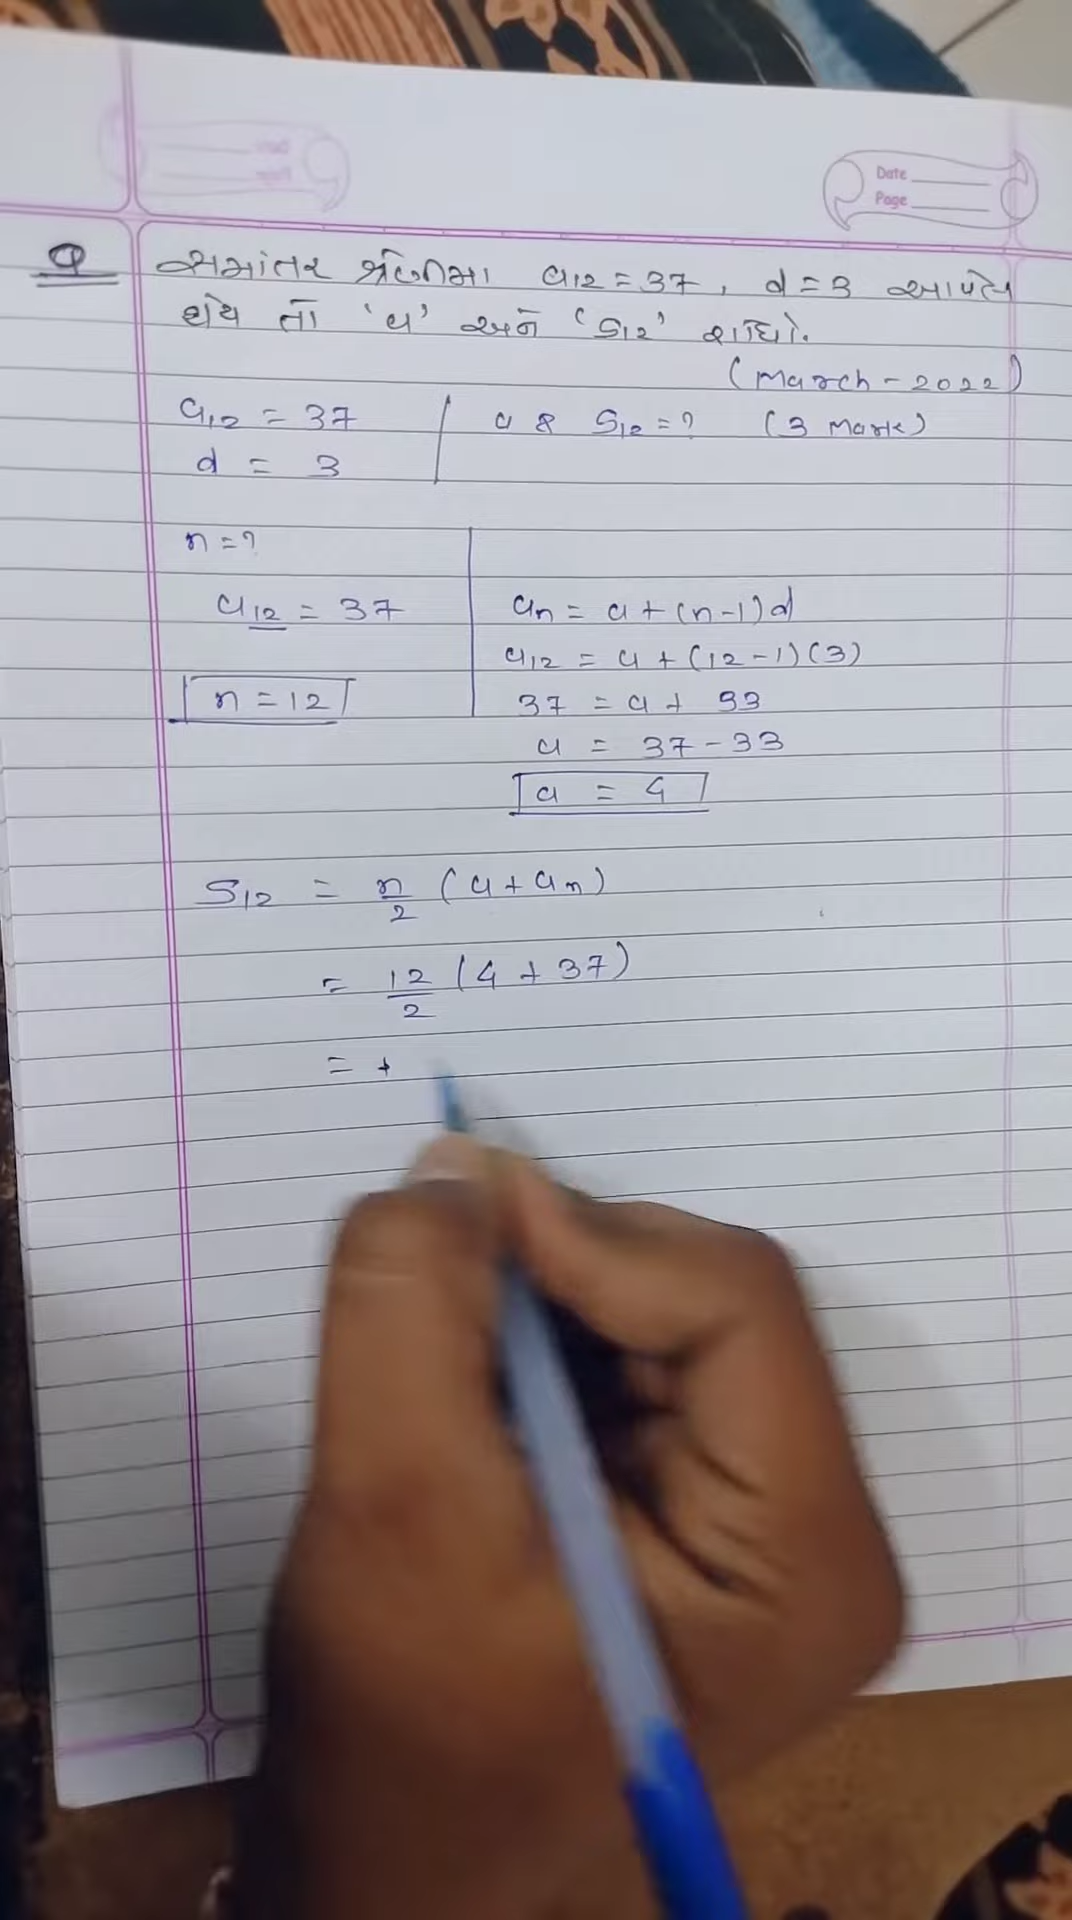 Date
Page
Q સમાંતર શ્રેણીમાં a12 = 37, d = 3 આપેલ
હોય તો 'a' અને 'S12' શોધો.
(March - 2022)
a12 = 37 a & S12 = ? (3 Mark)
d = 3
n = ?
a12 = 37 an = a + (n-1)d
a12 = a + (12-1)(3)
n = 12 37 = a + 33
a = 37 - 33
a = 4
S12 = n/2 (a + an)
= 12/2 (4 + 37)
= +